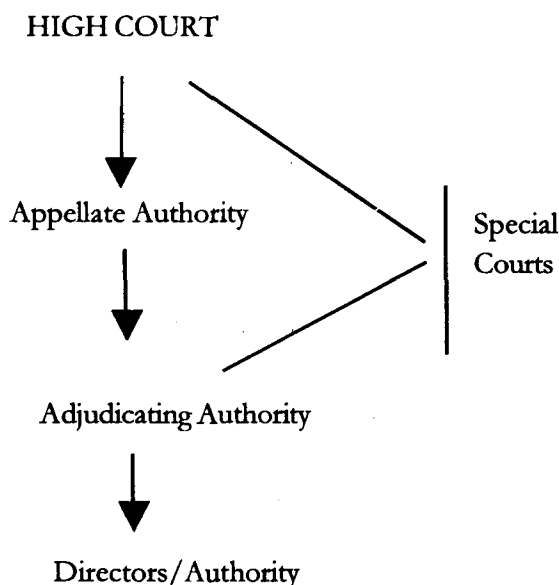 HIGH COURT
Appellate Authority
Special
Courts
Adjudicating Authority
Directors/Authority